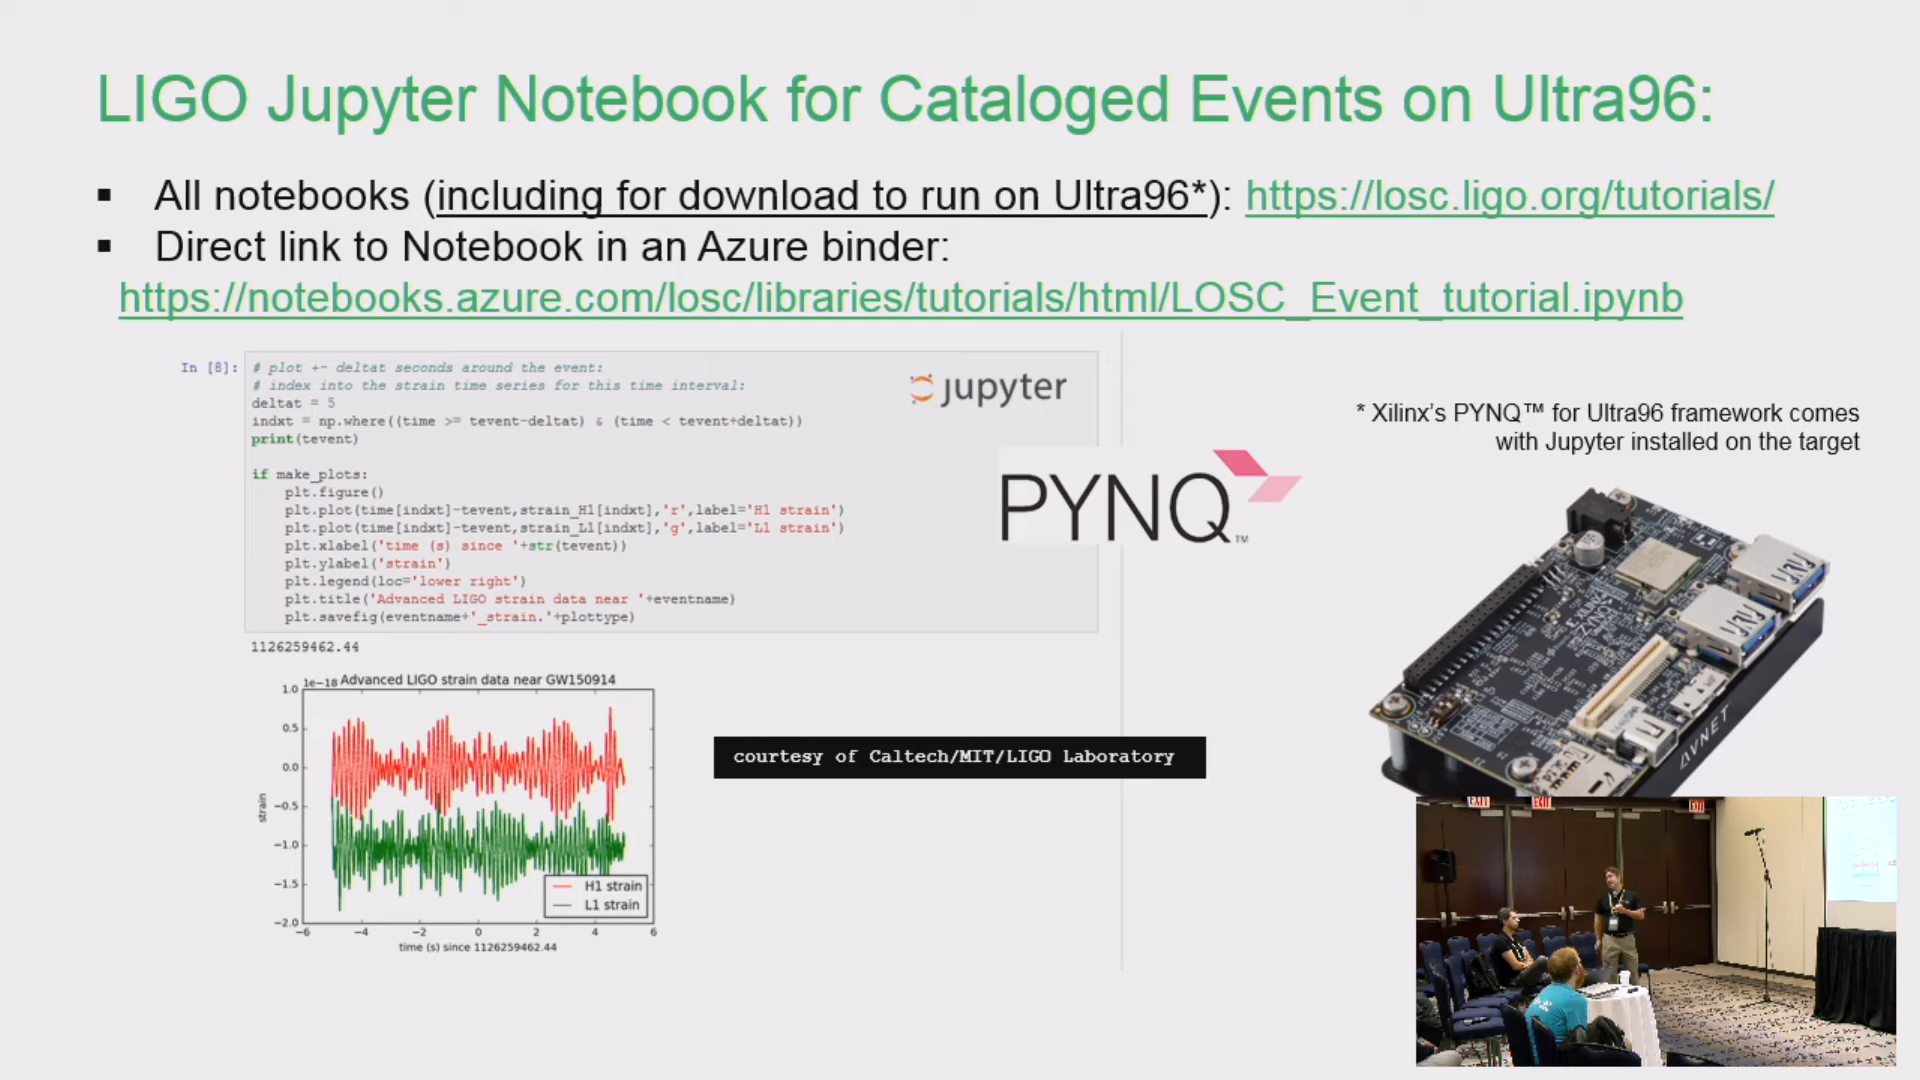 LIGO Jupyter Notebook for Cataloged Events on Ultra96:
▪ All notebooks (including for download to run on Ultra96*): https://losc.ligo.org/tutorials/
▪ Direct link to Notebook in an Azure binder:
https://notebooks.azure.com/losc/libraries/tutorials/html/LOSC_Event_tutorial.ipynb
In [8]:
# plot +- deltat seconds around the event:
# index into the strain time series for this time interval:
deltat = 5
indxt = np.where((time >= tevent-deltat) & (time < tevent+deltat))
print(tevent)
if make_plots:
plt.figure()
plt.plot(time[indxt]-tevent,strain_H1[indxt],'r',label='H1 strain')
plt.plot(time[indxt]-tevent,strain_L1[indxt],'g',label='L1 strain')
plt.xlabel('time (s) since '+str(tevent))
plt.ylabel('strain')
plt.legend(loc='lower right')
plt.title('Advanced LIGO strain data near '+eventname)
plt.savefig(eventname+'_strain.'+plottype)
jupyter
PYNQ™
* Xilinx's PYNQ™ for Ultra96 framework comes
with Jupyter installed on the target
1126259462.44
1e−18 Advanced LIGO strain data near GW150914
1.0
0.5
0.0
−0.5
−1.0
−1.5
−2.0
strain
H1 strain
L1 strain
−6 −4 −2 0 2 4 6
time (s) since 1126259462.44
courtesy of Caltech/MIT/LIGO Laboratory
AVNET
EXIT
EXIT
EXIT